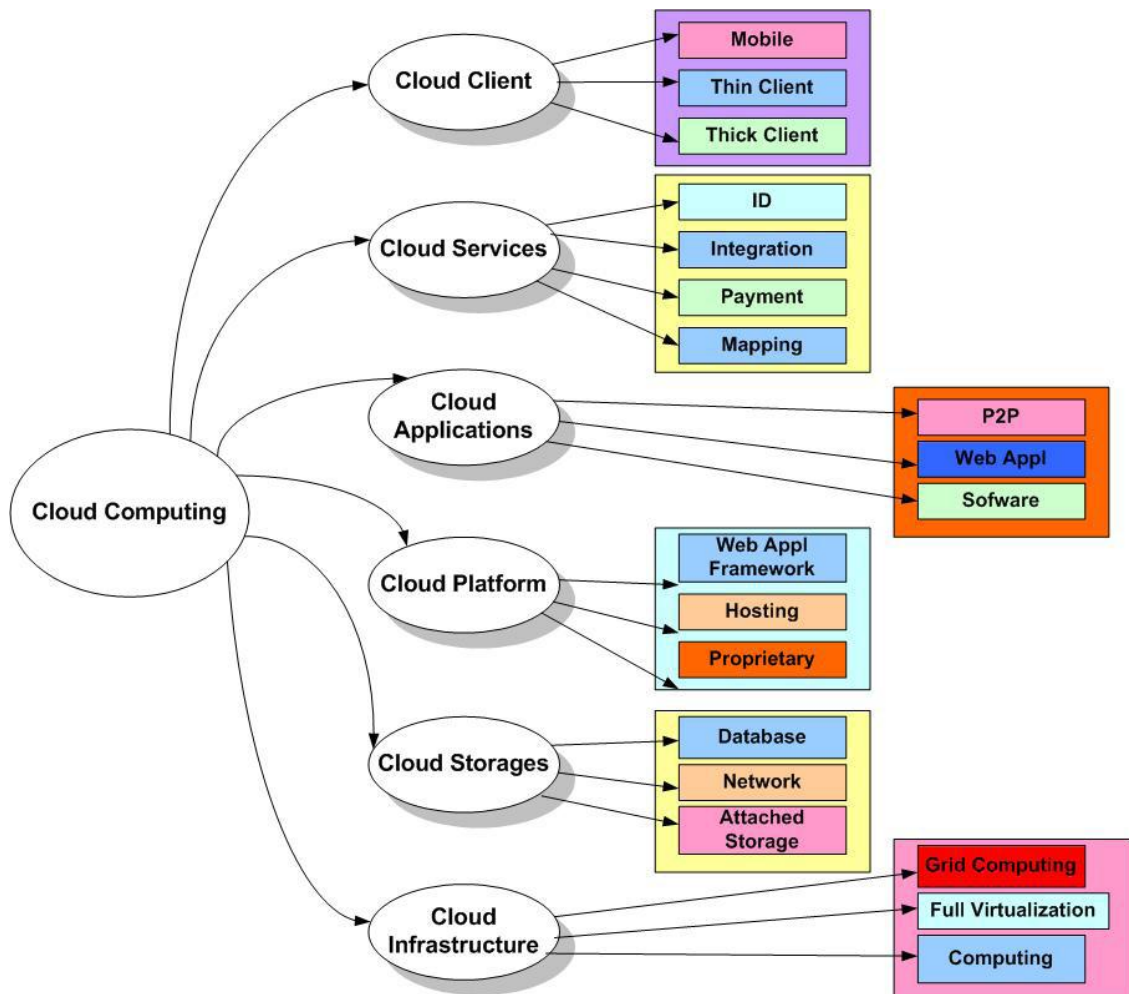 Cloud Computing
Cloud Client
Mobile
Thin Client
Thick Client
Cloud Services
ID
Integration
Payment
Mapping
Cloud
Applications
P2P
Web Appl
Sofware
Cloud Platform
Web Appl
Framework
Hosting
Proprietary
Cloud Storages
Database
Network
Attached
Storage
Cloud
Infrastructure
Grid Computing
Full Virtualization
Computing